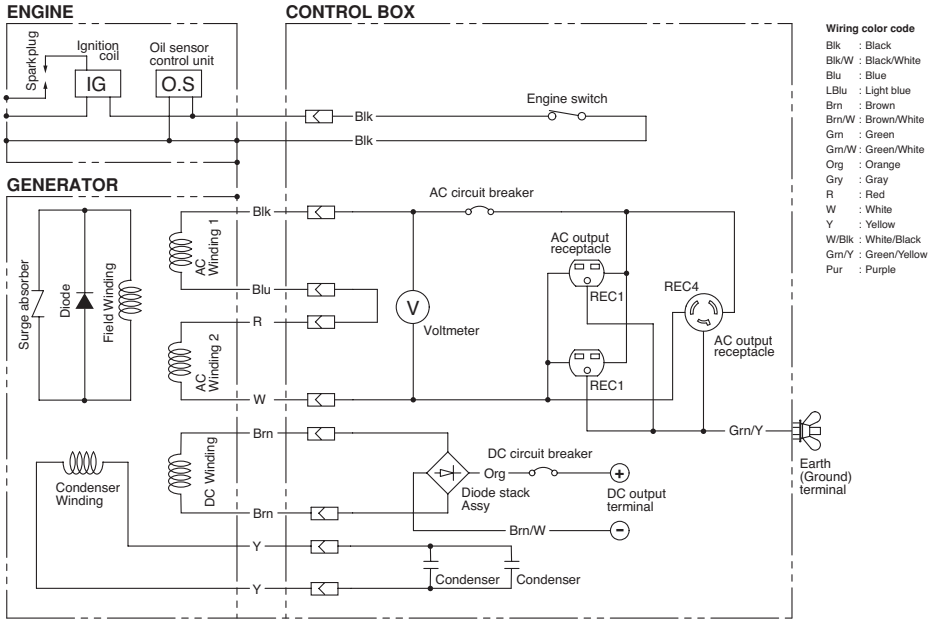 ENGINE
CONTROL BOX
Spark plug
Ignition
coil
IG
Oil sensor
control unit
O.S
Blk
Engine switch
Blk
GENERATOR
Surge absorber
Diode
Field Winding
AC
Winding 1
Blk
Blu
AC
Winding 2
R
W
AC circuit breaker
V
Voltmeter
AC output
receptacle
REC1
REC1
REC4
AC output
receptacle
Grn/Y
Earth
(Ground)
terminal
Condenser
Winding
DC Winding
Brn
Brn
Y
Y
Diode stack
Assy
Org
DC circuit breaker
+
DC output
terminal
Brn/W
−
Condenser
Condenser
Wiring color code
Blk : Black
Blk/W : Black/White
Blu : Blue
LBlu : Light blue
Brn : Brown
Brn/W : Brown/White
Grn : Green
Grn/W : Green/White
Org : Orange
Gry : Gray
R : Red
W : White
Y : Yellow
W/Blk : White/Black
Grn/Y : Green/Yellow
Pur : Purple